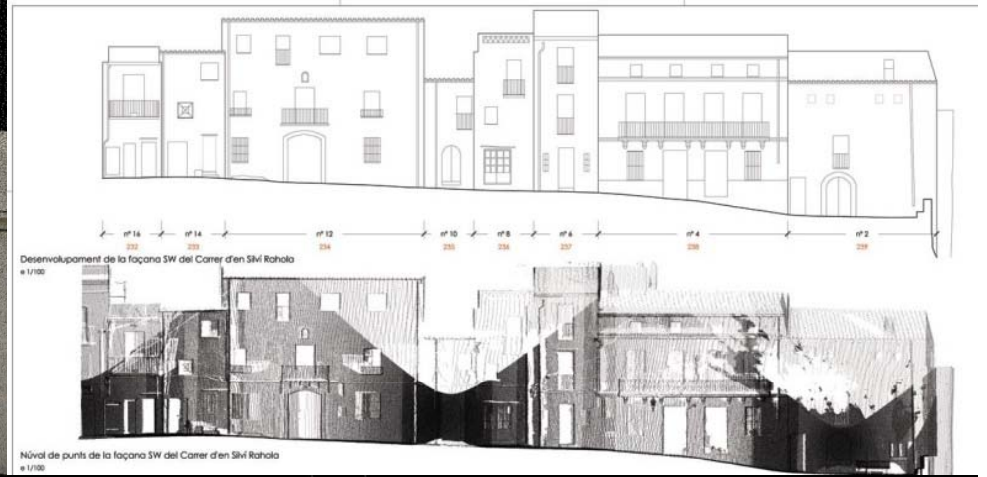 nº 16 nº 14 nº 12 nº 10 nº 8 nº 6 nº 4 nº 2
232 233 234 235 236 237 238 239
Desenvolupament de la façana SW del Carrer d'en Silvi Rahola
e 1/100
Núvol de punts de la façana SW del Carrer d'en Silvi Rahola
e 1/100